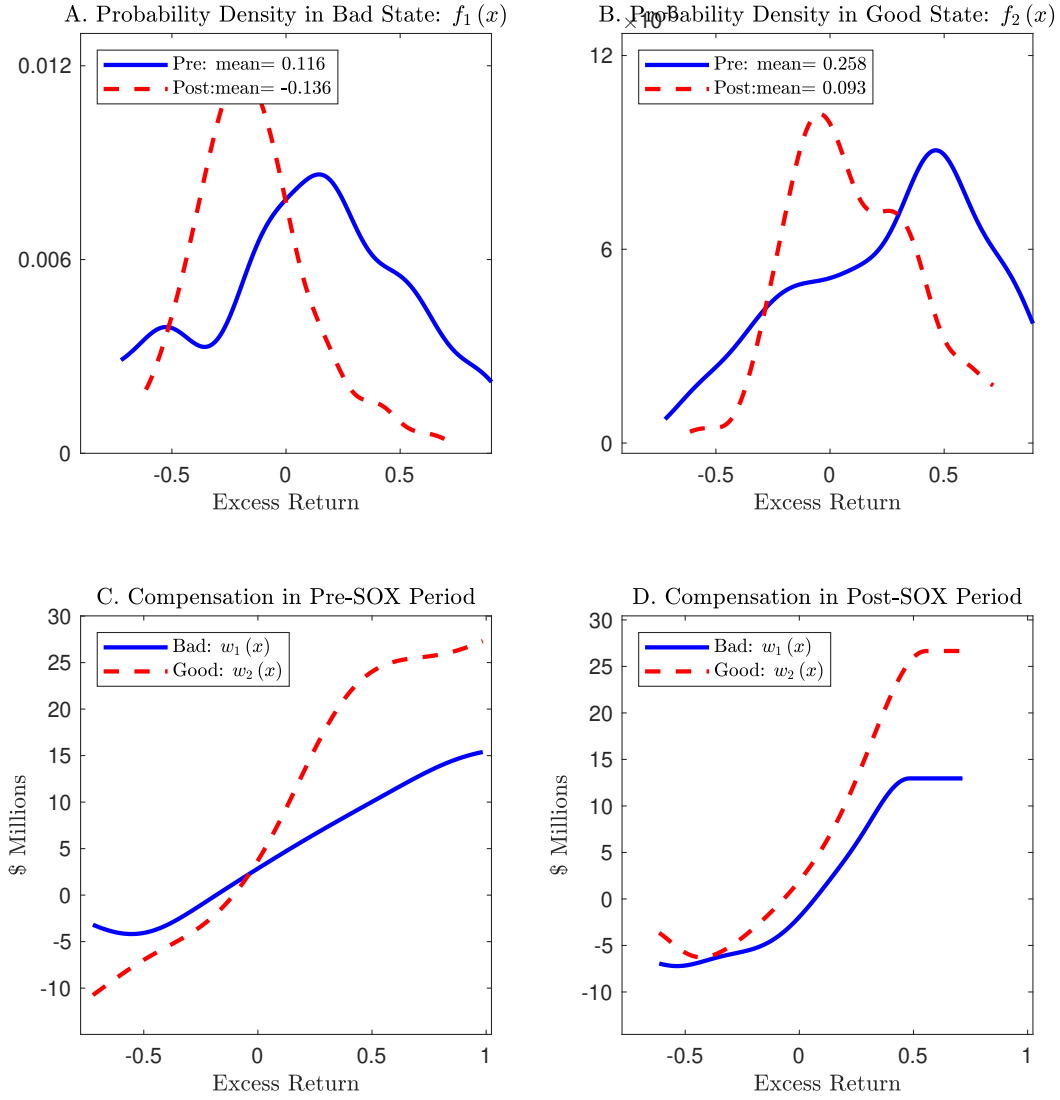 A. Probability Density in Bad State: f₁ (x)
0.012
0.006
0
-0.5 0 0.5
Excess Return
Pre: mean= 0.116
Post:mean= -0.136
B. Probability Density in Good State: f₂ (x)
12
6
0
-0.5 0 0.5
Excess Return
Pre: mean= 0.258
Post:mean= 0.093
C. Compensation in Pre-SOX Period
30
25
20
15
10
5
0
-5
-10
$ Millions
-0.5 0 0.5 1
Excess Return
Bad: w₁ (x)
Good: w₂ (x)
D. Compensation in Post-SOX Period
30
25
20
15
10
5
0
-5
-10
$ Millions
-0.5 0 0.5 1
Excess Return
Bad: w₁ (x)
Good: w₂ (x)